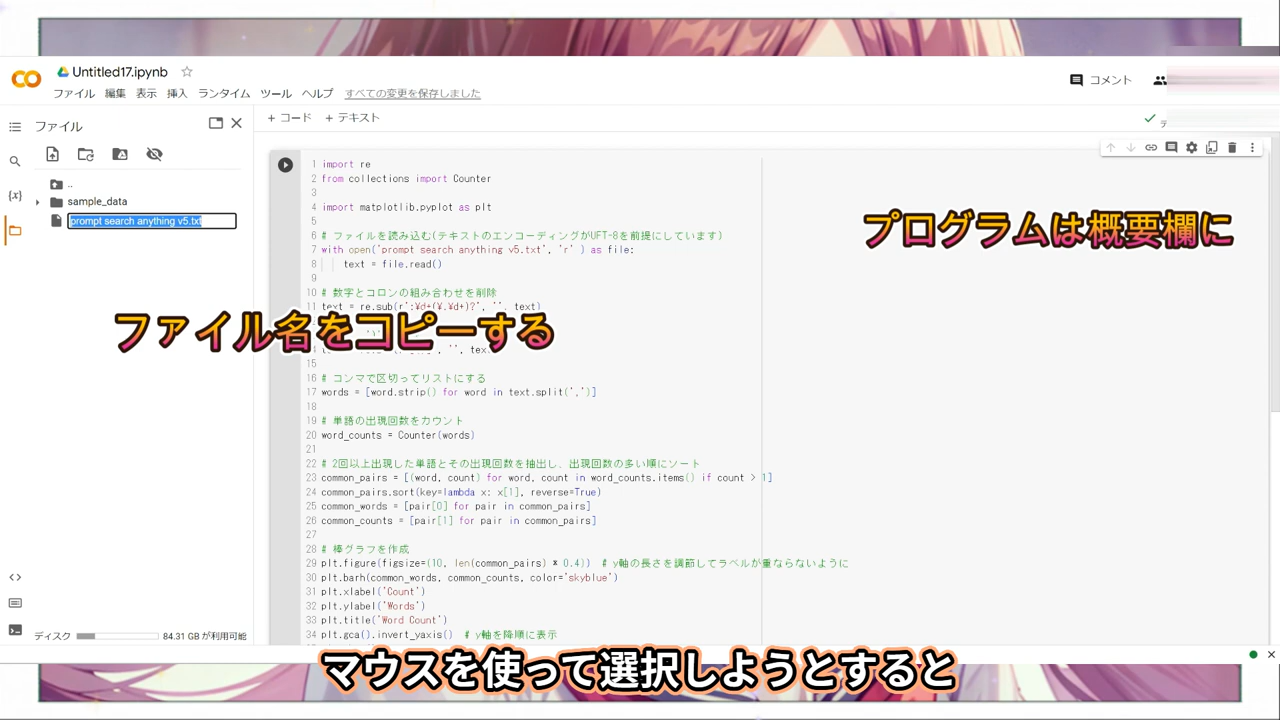 Untitled17.ipynb
ファイル 編集 表示 挿入 ランタイム ツール ヘルプ すべての変更を保存しました
コメント
ファイル
+ コード + テキスト
..
sample_data
prompt search anything v5.txt
1 import re
2 from collections import Counter
3
4 import matplotlib.pyplot as plt
5
6 # ファイルを読み込む(テキストのエンコーディングがUFT-8を前提にしています)
7 with open('prompt search anything v5.txt', 'r' ) as file:
8 text = file.read()
9
10 # 数字とコロンの組み合わせを削除
11 text = re.sub(r':¥d+(¥.¥d+)?', '', text)
15
16 # コンマで区切ってリストにする
17 words = [word.strip() for word in text.split(',')]
18
19 # 単語の出現回数をカウント
20 word_counts = Counter(words)
21
22 # 2回以上出現した単語とその出現回数を抽出し、出現回数の多い順にソート
23 common_pairs = [(word, count) for word, count in word_counts.items() if count > 1]
24 common_pairs.sort(key=lambda x: x[1], reverse=True)
25 common_words = [pair[0] for pair in common_pairs]
26 common_counts = [pair[1] for pair in common_pairs]
27
28 # 棒グラフを作成
29 plt.figure(figsize=(10, len(common_pairs) * 0.4)) # y軸の長さを調節してラベルが重ならないように
30 plt.barh(common_words, common_counts, color='skyblue')
31 plt.xlabel('Count')
32 plt.ylabel('Words')
33 plt.title('Word Count')
34 plt.gca().invert_yaxis() # y軸を降順に表示
プログラムは概要欄に
ファイル名をコピーする
ディスク 84.31 GB が利用可能
マウスを使って選択しようとすると